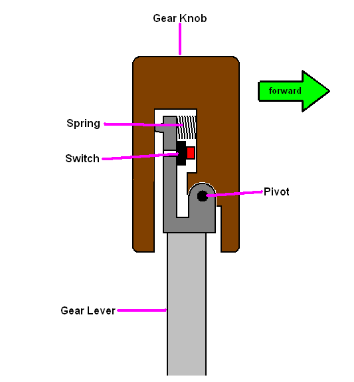 Gear Knob
forward
Spring
Switch
Pivot
Gear Lever